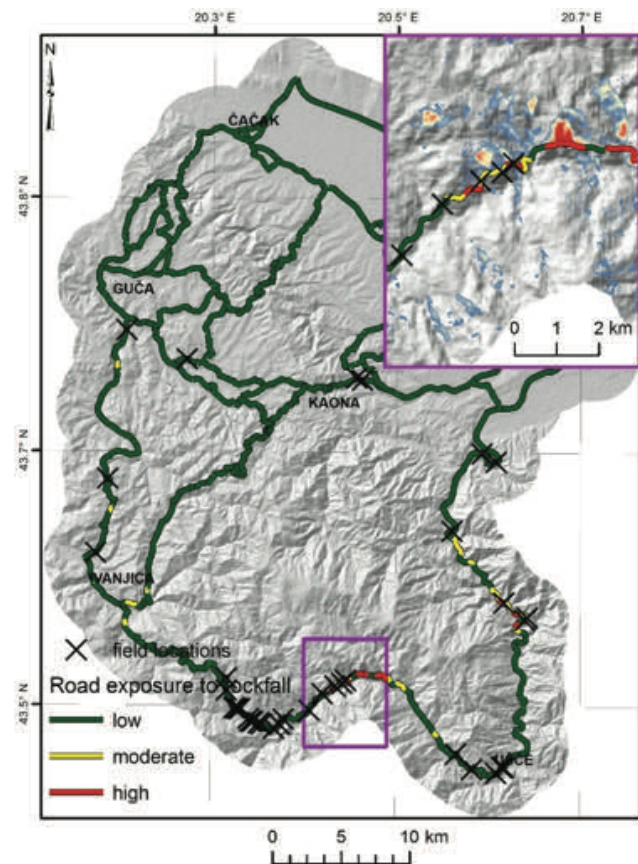 20.3° E
20.5° E
20.7° E
N
ČAČAK
43.8° N
GUČA
0 1 2 km
KAONA
43.7° N
IVANJICA
field locations
Road exposure to rockfall
43.5° N
low
moderate
high
0 5 10 km